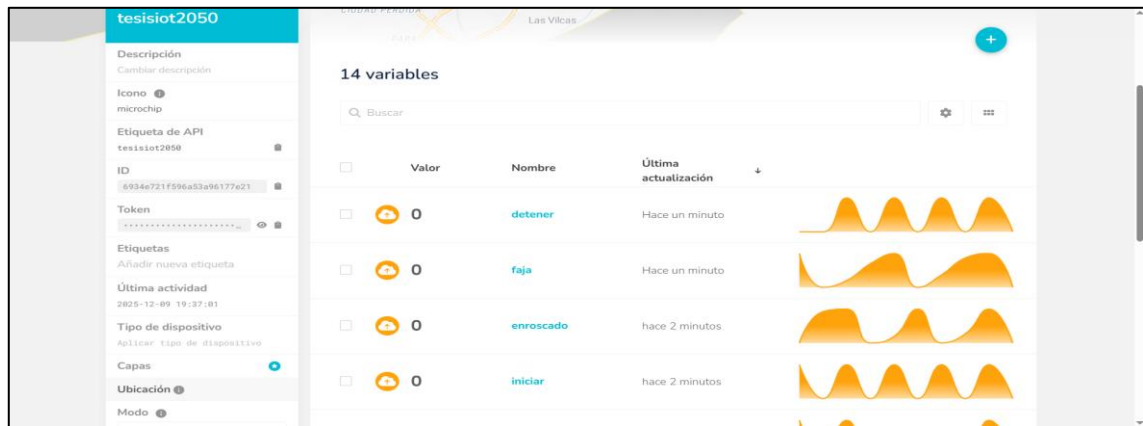 tesisiot2050
CIUDAD PERDIDA
Las Vilcas
Descripción
Cambiar descripción
Icono
microchip
Etiqueta de API
tesisiot2050
ID
6934e721f596a53a96177e21
Token
Etiquetas
Añadir nueva etiqueta
Última actividad
2025-12-09 19:37:01
Tipo de dispositivo
Aplicar tipo de dispositivo
Capas
Ubicación
Modo
14 variables
Buscar
Valor Nombre Última actualización
0 detener Hace un minuto
0 faja Hace un minuto
0 enroscado hace 2 minutos
0 iniciar hace 2 minutos